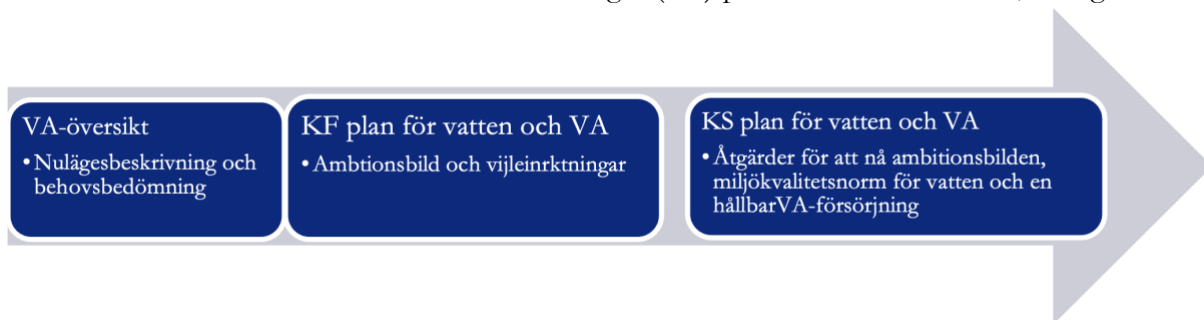 VA-översikt
• Nulägesbeskrivning och
behovsbedömning
KF plan för vatten och VA
• Ambtionsbild och vijleinrktningar
KS plan för vatten och VA
• Åtgärder för att nå ambitionsbilden,
miljökvalitetsnorm för vatten och en
hållbarVA-försörjning